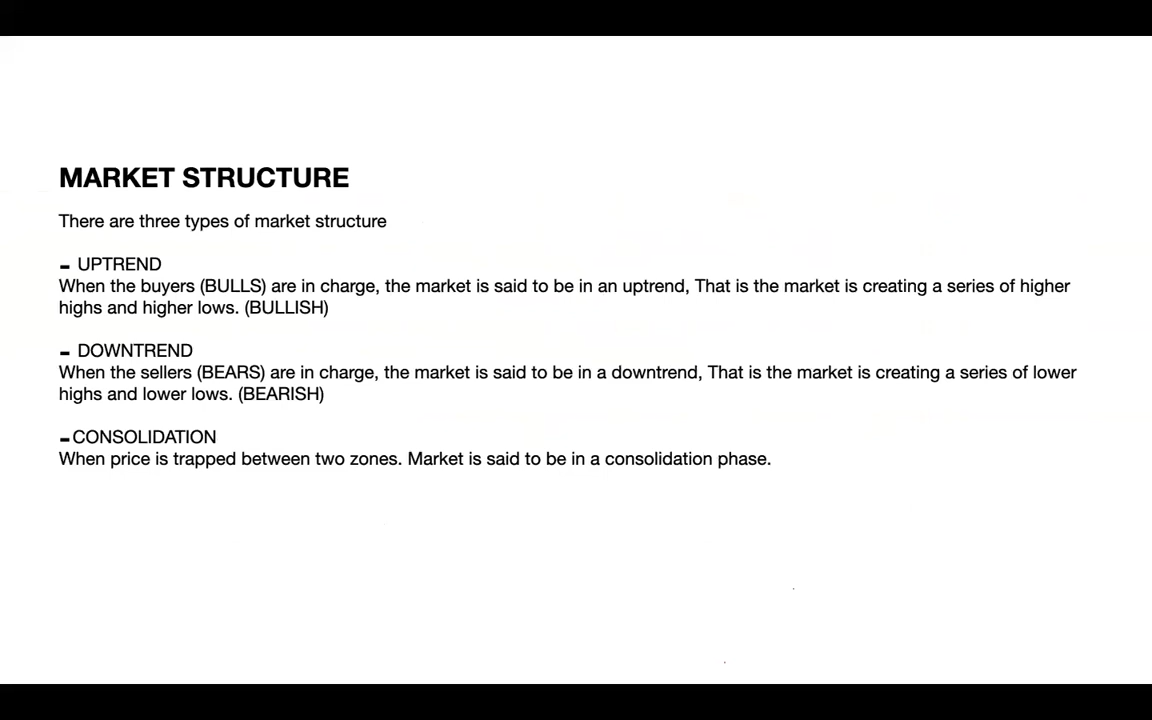 MARKET STRUCTURE
There are three types of market structure
- UPTREND
When the buyers (BULLS) are in charge, the market is said to be in an uptrend, That is the market is creating a series of higher
highs and higher lows. (BULLISH)
- DOWNTREND
When the sellers (BEARS) are in charge, the market is said to be in a downtrend, That is the market is creating a series of lower
highs and lower lows. (BEARISH)
-CONSOLIDATION
When price is trapped between two zones. Market is said to be in a consolidation phase.